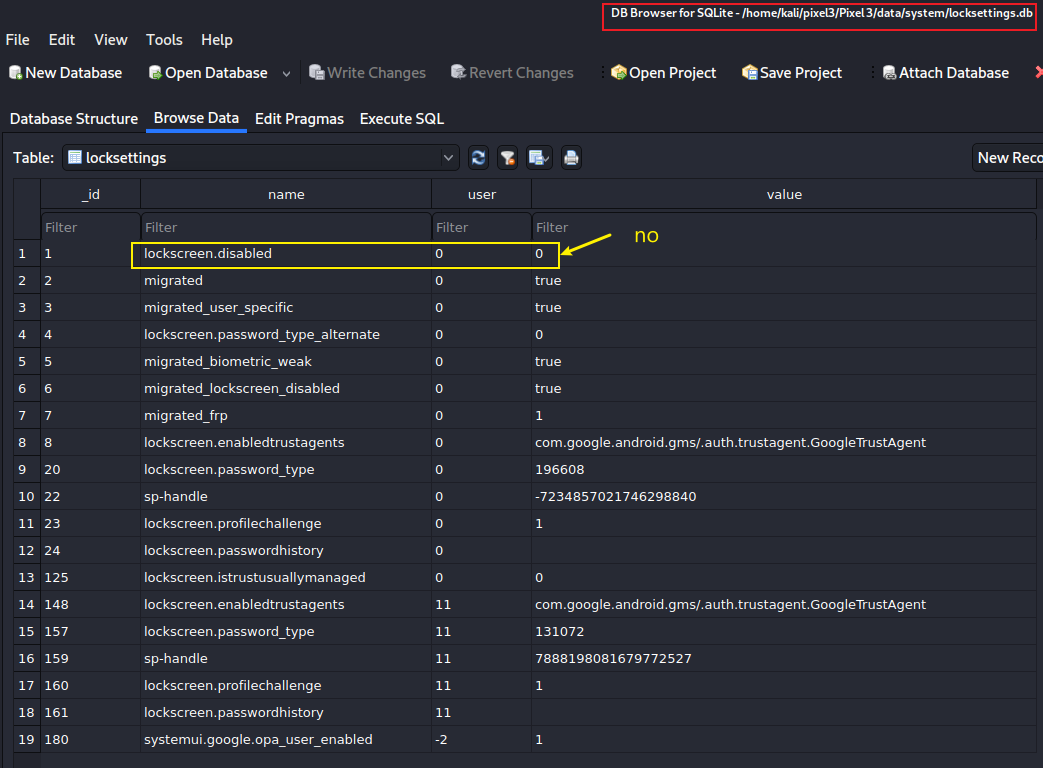 DB Browser for SQLite - /home/kali/pixel3/Pixel 3/data/system/locksettings.db
File Edit View Tools Help
New Database Open Database Write Changes Revert Changes Open Project Save Project Attach Database
Database Structure Browse Data Edit Pragmas Execute SQL
Table: locksettings New Reco
_id name user value
Filter Filter Filter Filter
no
1 1 lockscreen.disabled 0 0
2 2 migrated 0 true
3 3 migrated_user_specific 0 true
4 4 lockscreen.password_type_alternate 0 0
5 5 migrated_biometric_weak 0 true
6 6 migrated_lockscreen_disabled 0 true
7 7 migrated_frp 0 1
8 8 lockscreen.enabledtrustagents 0 com.google.android.gms/.auth.trustagent.GoogleTrustAgent
9 20 lockscreen.password_type 0 196608
10 22 sp-handle 0 -7234857021746298840
11 23 lockscreen.profilechallenge 0 1
12 24 lockscreen.passwordhistory 0
13 125 lockscreen.istrustusuallymanaged 0 0
14 148 lockscreen.enabledtrustagents 11 com.google.android.gms/.auth.trustagent.GoogleTrustAgent
15 157 lockscreen.password_type 11 131072
16 159 sp-handle 11 7888198081679772527
17 160 lockscreen.profilechallenge 11 1
18 161 lockscreen.passwordhistory 11
19 180 systemui.google.opa_user_enabled -2 1